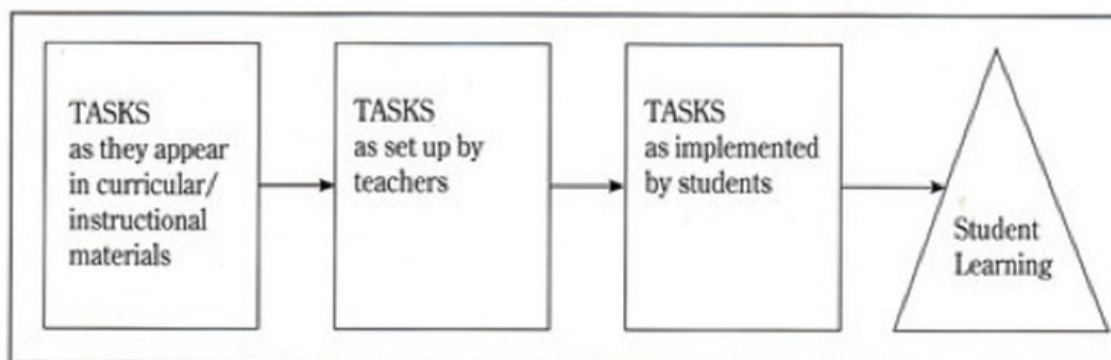 TASKS
as they appear
in curricular/
instructional
materials
TASKS
as set up by
teachers
TASKS
as implemented
by students
Student
Learning